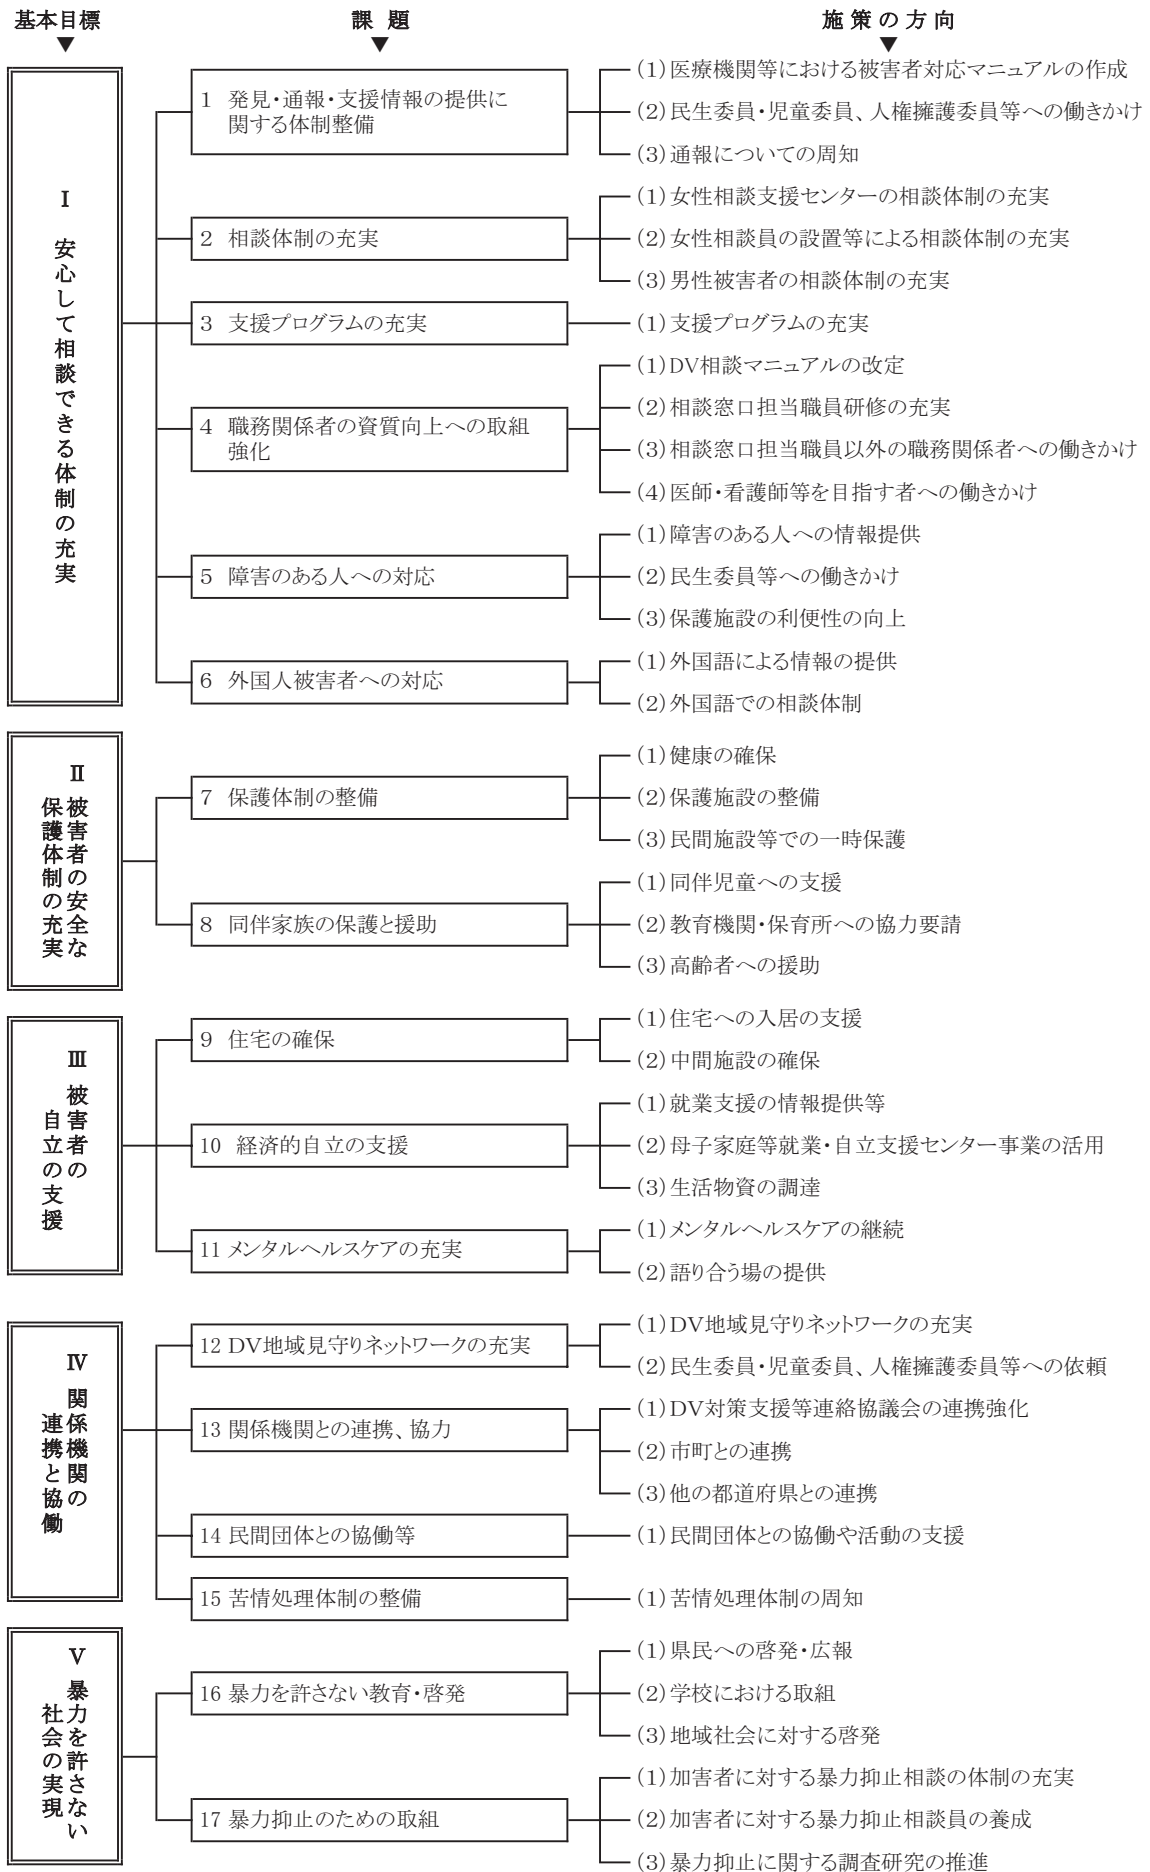 基本目標 課題 施策の方向
▼ ▼ ▼
Ⅰ 安心して相談できる体制の充実
1 発見・通報・支援情報の提供に
関する体制整備
(1)医療機関等における被害者対応マニュアルの作成
(2)民生委員・児童委員、人権擁護委員等への働きかけ
(3)通報についての周知
2 相談体制の充実
(1)女性相談支援センターの相談体制の充実
(2)女性相談員の設置等による相談体制の充実
(3)男性被害者の相談体制の充実
3 支援プログラムの充実
(1)支援プログラムの充実
4 職務関係者の資質向上への取組
強化
(1)DV相談マニュアルの改定
(2)相談窓口担当職員研修の充実
(3)相談窓口担当職員以外の職務関係者への働きかけ
(4)医師・看護師等を目指す者への働きかけ
5 障害のある人への対応
(1)障害のある人への情報提供
(2)民生委員等への働きかけ
(3)保護施設の利便性の向上
6 外国人被害者への対応
(1)外国語による情報の提供
(2)外国語での相談体制
Ⅱ 被害者の安全な
保護体制の充実
7 保護体制の整備
(1)健康の確保
(2)保護施設の整備
(3)民間施設等での一時保護
8 同伴家族の保護と援助
(1)同伴児童への支援
(2)教育機関・保育所への協力要請
(3)高齢者への援助
Ⅲ 被害者の
自立の支援
9 住宅の確保
(1)住宅への入居の支援
(2)中間施設の確保
10 経済的自立の支援
(1)就業支援の情報提供等
(2)母子家庭等就業・自立支援センター事業の活用
(3)生活物資の調達
11 メンタルヘルスケアの充実
(1)メンタルヘルスケアの継続
(2)語り合う場の提供
Ⅳ 関係機関の
連携と協働
12 DV地域見守りネットワークの充実
(1)DV地域見守りネットワークの充実
(2)民生委員・児童委員、人権擁護委員等への依頼
13 関係機関との連携、協力
(1)DV対策支援等連絡協議会の連携強化
(2)市町との連携
(3)他の都道府県との連携
14 民間団体との協働等
(1)民間団体との協働や活動の支援
15 苦情処理体制の整備
(1)苦情処理体制の周知
Ⅴ 暴力を許さない
社会の実現
16 暴力を許さない教育・啓発
(1)県民への啓発・広報
(2)学校における取組
(3)地域社会に対する啓発
17 暴力抑止のための取組
(1)加害者に対する暴力抑止相談の体制の充実
(2)加害者に対する暴力抑止相談員の養成
(3)暴力抑止に関する調査研究の推進